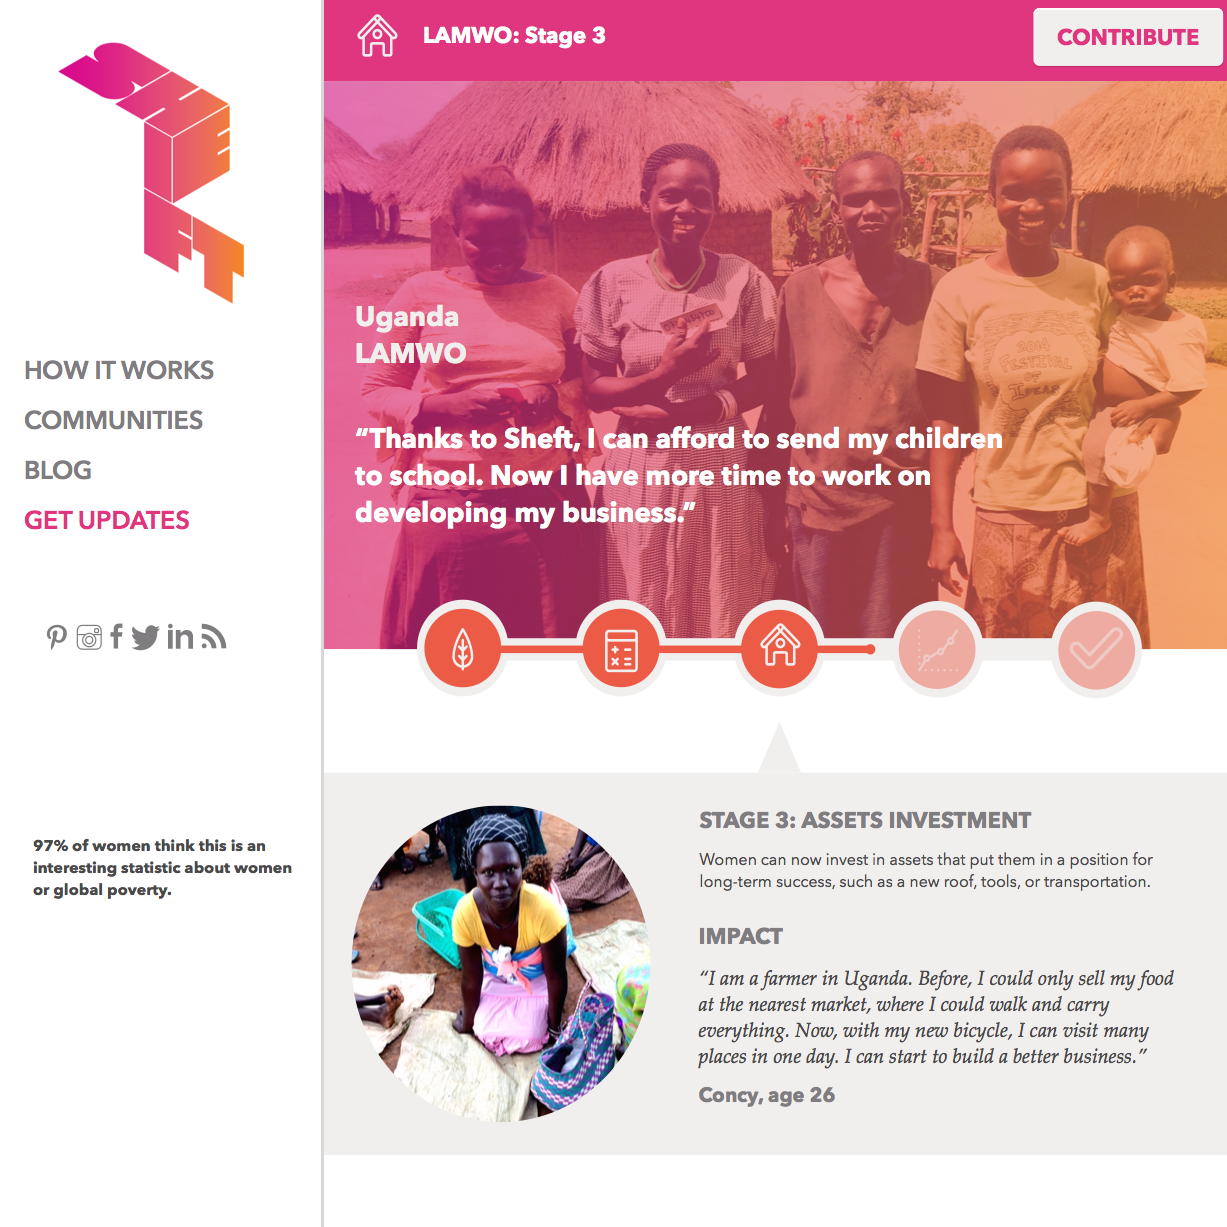 SHEFT
HOW IT WORKS
COMMUNITIES
BLOG
GET UPDATES
97% of women think this is an
interesting statistic about women
or global poverty.
LAMWO: Stage 3
CONTRIBUTE
2014
FESTIVAL
OF
IDEAS
Uganda
LAMWO
“Thanks to Sheft, I can afford to send my children
to school. Now I have more time to work on
developing my business.”
STAGE 3: ASSETS INVESTMENT
Women can now invest in assets that put them in a position for
long-term success, such as a new roof, tools, or transportation.
IMPACT
“I am a farmer in Uganda. Before, I could only sell my food
at the nearest market, where I could walk and carry
everything. Now, with my new bicycle, I can visit many
places in one day. I can start to build a better business.”
Concy, age 26